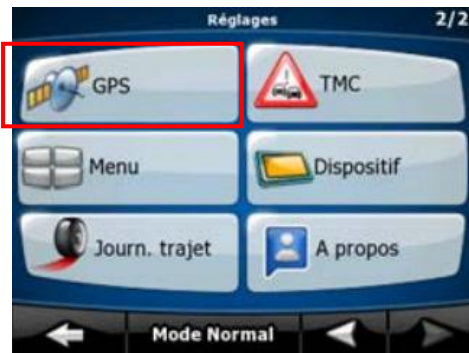 Réglages 2/2
GPS TMC
Menu Dispositif
Journ. trajet A propos
Mode Normal